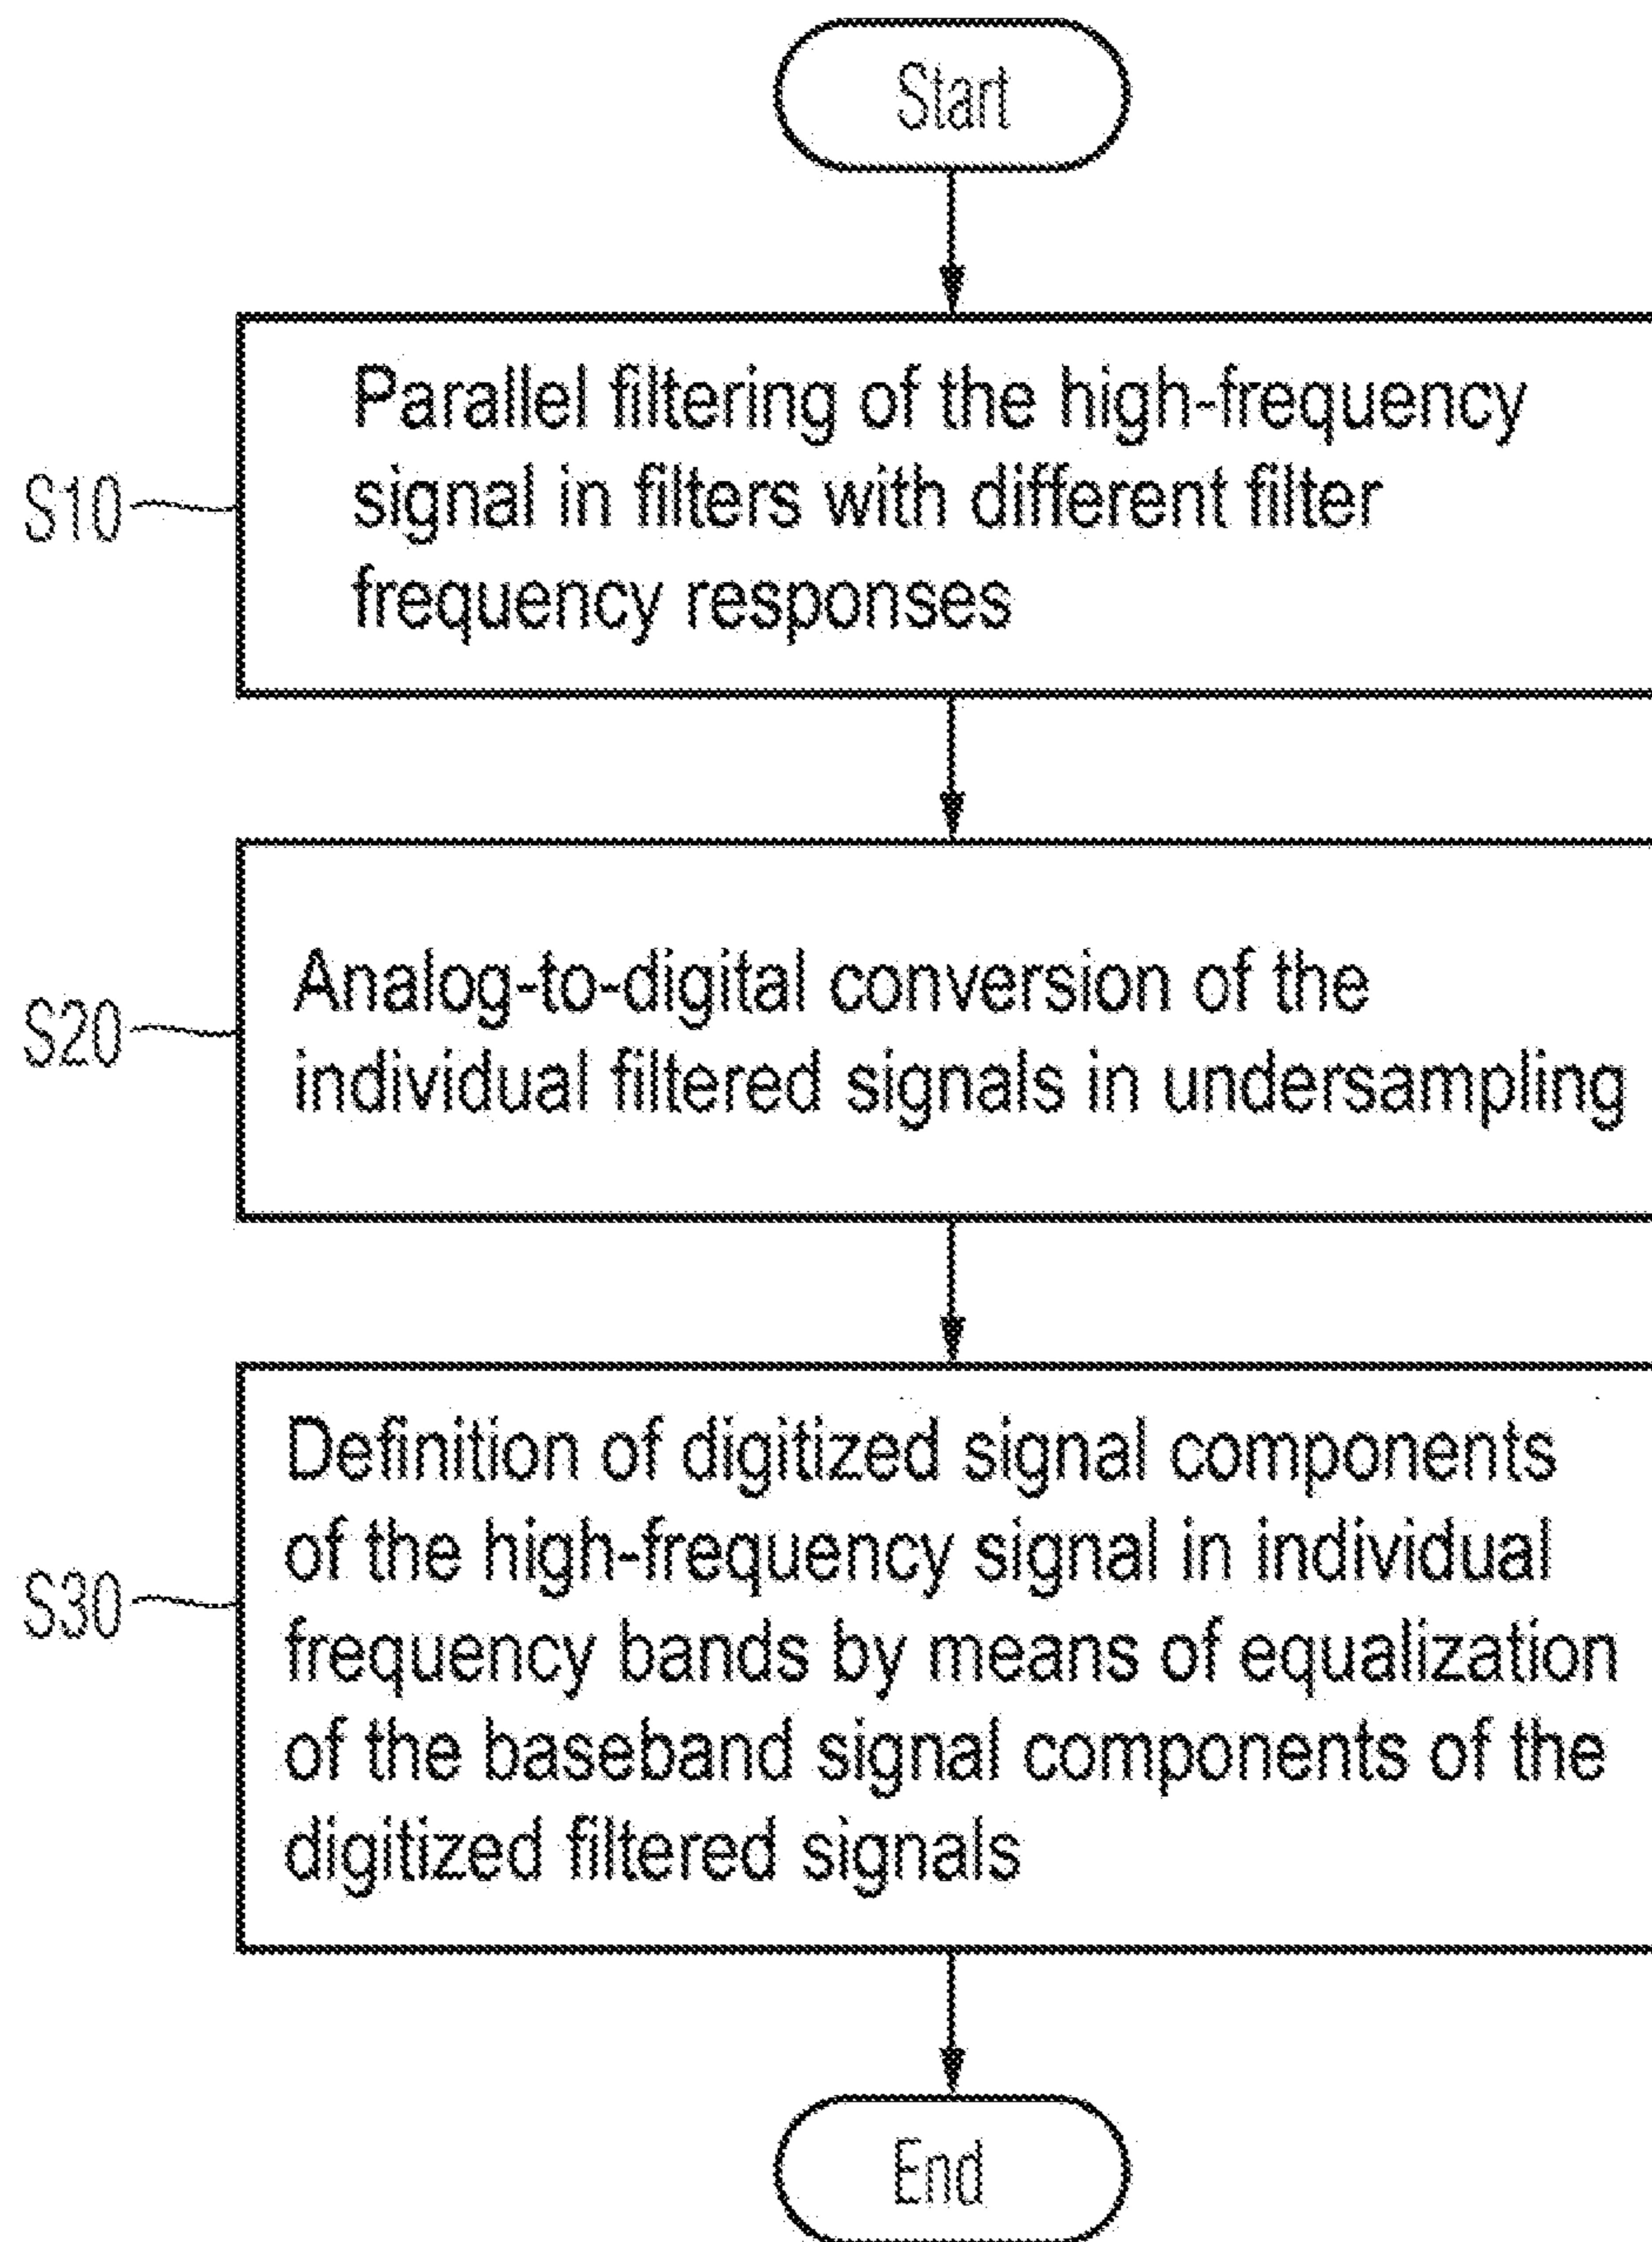 Start
S10
Parallel filtering of the high-frequency
signal in filters with different filter
frequency responses
S20
Analog-to-digital conversion of the
individual filtered signals in undersampling
S30
Definition of digitized signal components
of the high-frequency signal in individual
frequency bands by means of equalization
of the baseband signal components of the
digitized filtered signals
End